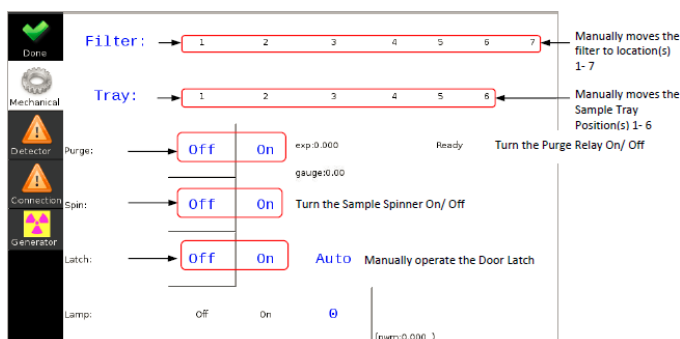 Done
Filter: 1 2 3 4 5 6 7
Manually moves the
filter to location(s)
1- 7
Mechanical
Tray: 1 2 3 4 5 6
Manually moves the
Sample Tray
Position(s) 1- 6
Detector
Purge: Off On exp:0.000 Ready Turn the Purge Relay On/ Off
gauge:0.00
Connection
Spin: Off On Turn the Sample Spinner On/ Off
Generator
Latch: Off On Auto Manually operate the Door Latch
Lamp: Off On 0
(pwm:0.000 )